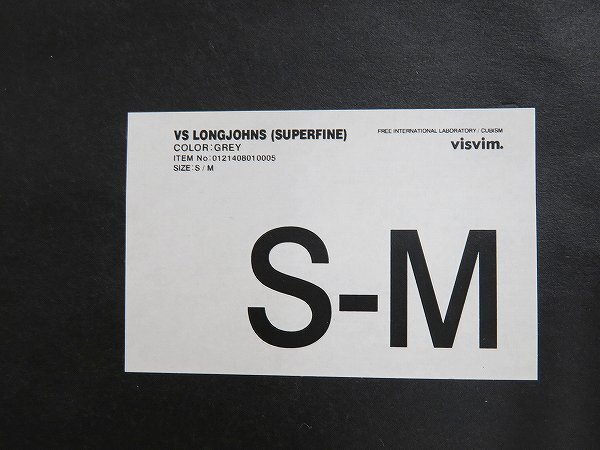 VS LONGJOHNS (SUPERFINE)
COLOR:GREY
ITEM No:0121408010005
SIZE:S / M
FREE INTERNATIONAL LABORATORY / CUBISM
visvim.
S-M